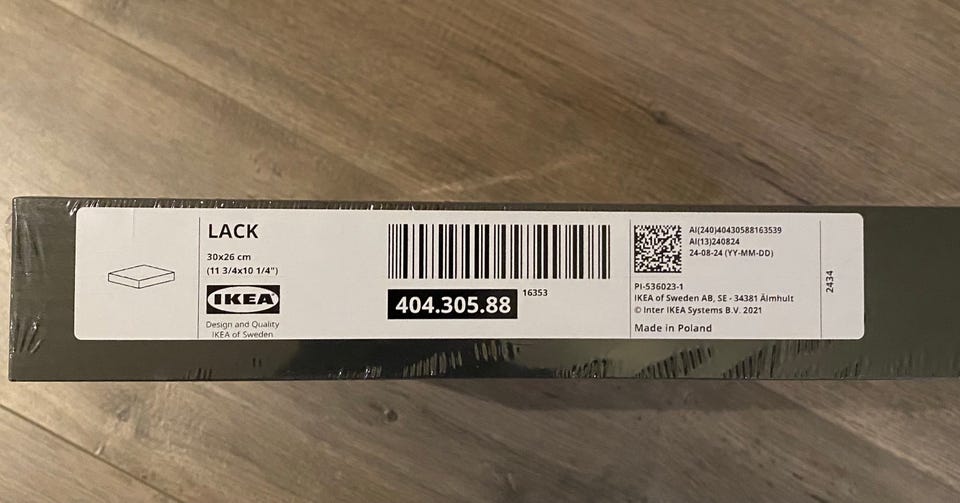 LACK
30x26 cm
(11 3/4x10 1/4")
IKEA
Design and Quality
IKEA of Sweden
404.305.88
16353
AI(240)40430588163539
AI(13)240824
24-08-24 (YY-MM-DD)
PI-536023-1
IKEA of Sweden AB, SE - 34381 Älmhult
© Inter IKEA Systems B.V. 2021
Made in Poland
2434